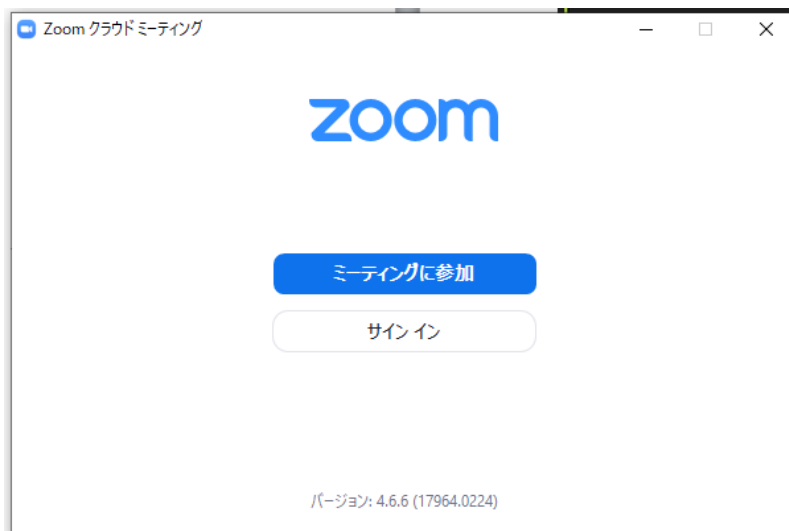 Zoom クラウド ミーティング
zoom
ミーティングに参加
サイン イン
バージョン: 4.6.6 (17964.0224)